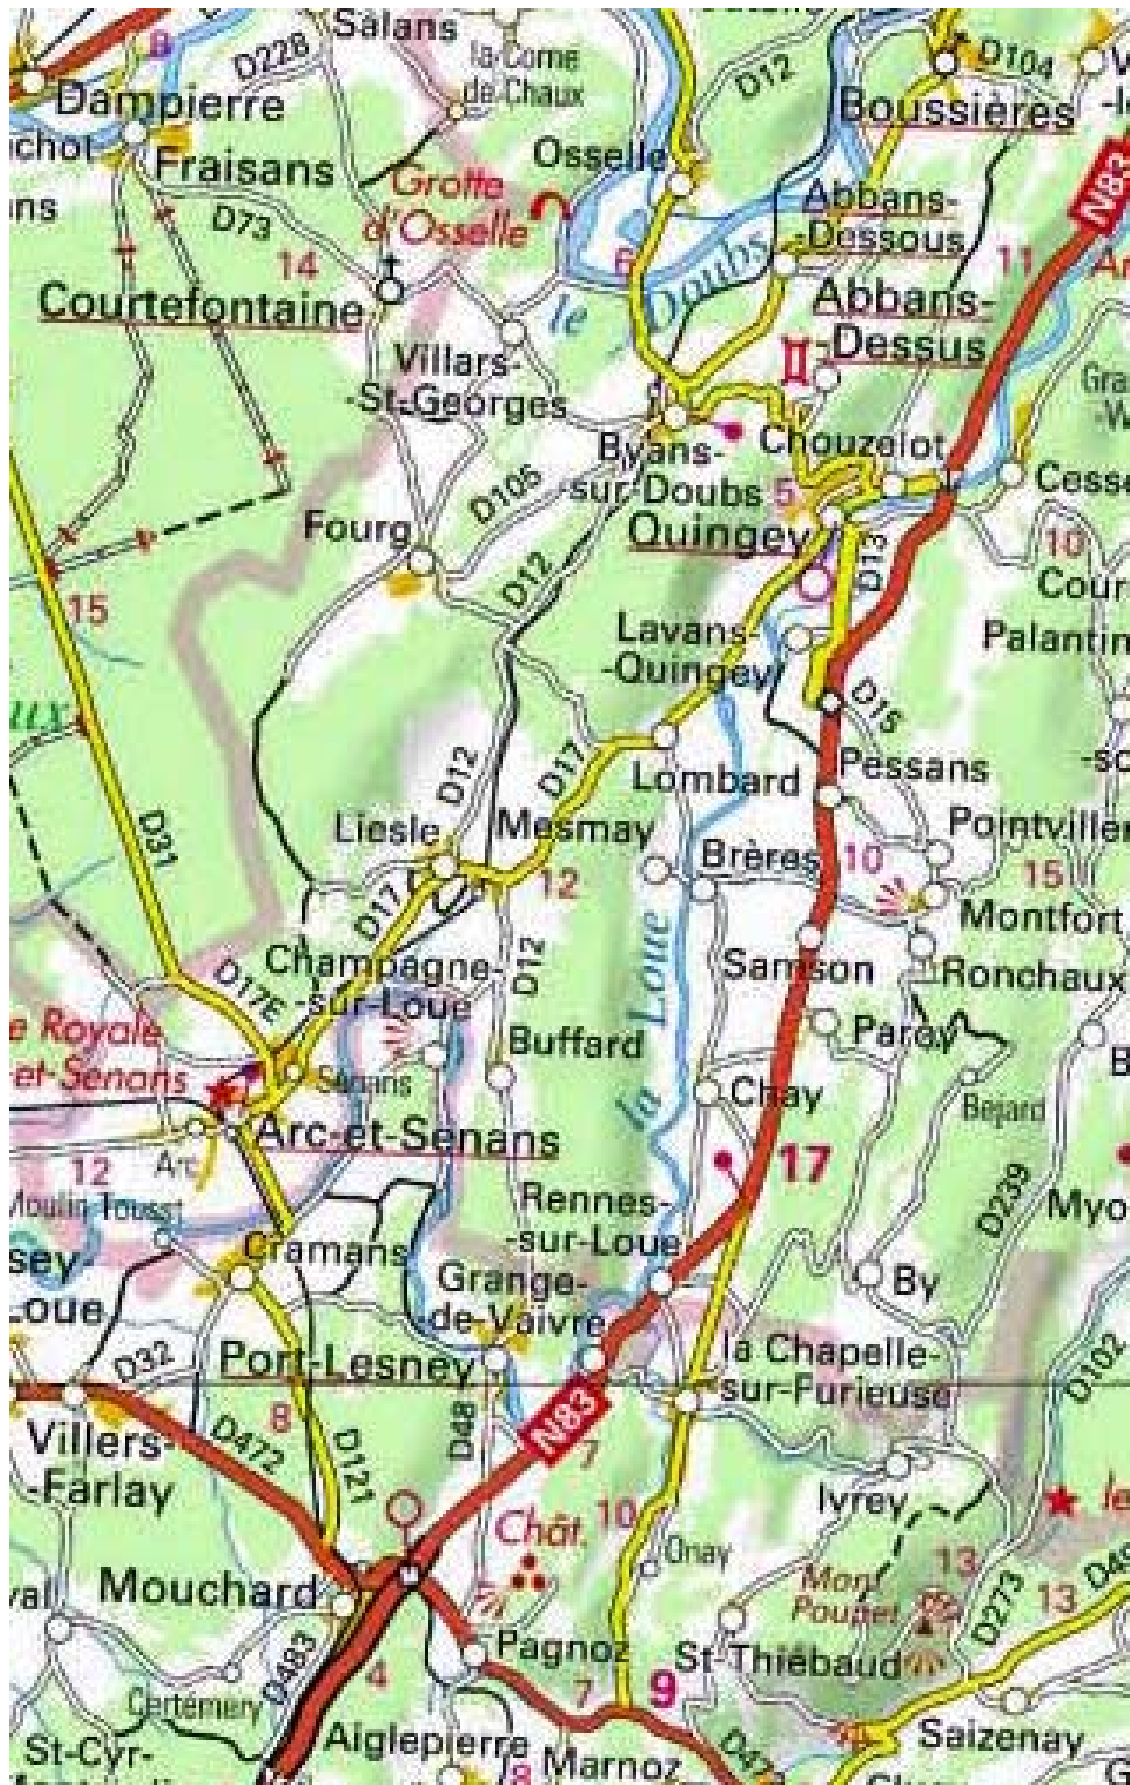 Salans
D228
la Corne
de Chaux
D12
D104
Dampierre
Boussières
Osselle
Fraisans
Grotte
d'Osselle
D73
14
6
Abbans-
-Dessous
N83
11
Courtefontaine
le Doubs
Abbans-
-Dessus
Villars-
-St-Georges
Byans-
-sur-Doubs
Chouzelot
5
D105
Fourg
Quingey
D13
10
D12
15
Lavans-
-Quingey
D15
D12
D17
Lombard
Pessans
D31
Liesle
Mesmay
Brères
10
12
15
D17
Montfort
Champagne-
-sur-Loue
D12
Samson
Ronchaux
D17E
la Loue
Buffard
Paroy
Senans
Chay
Bejard
Arc-et-Senans
Arc
12
17
D239
Rennes-
-sur-Loue
Cramans
Grange-
-de-Vaivre
By
Port-Lesney
la Chapelle-
-sur-Furieuse
D32
D102
Villers-
-Farlay
8
D472
D121
D48
N83
7
Ivrey
Chât.
10
Onay
Mouchard
Mont
Poupet
13
13
D273
D483
4
Pagnoz
St-Thiébaud
7
9
Certemery
Aiglepierre
Marnoz
Saizenay
St-Cyr-
8